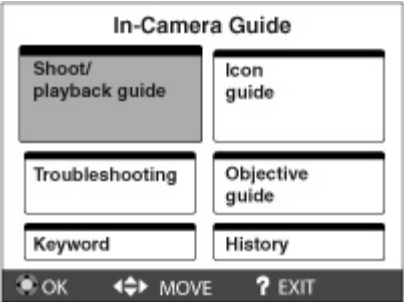 In-Camera Guide
Shoot/
playback guide
Icon
guide
Troubleshooting
Objective
guide
Keyword
History
OK MOVE ? EXIT